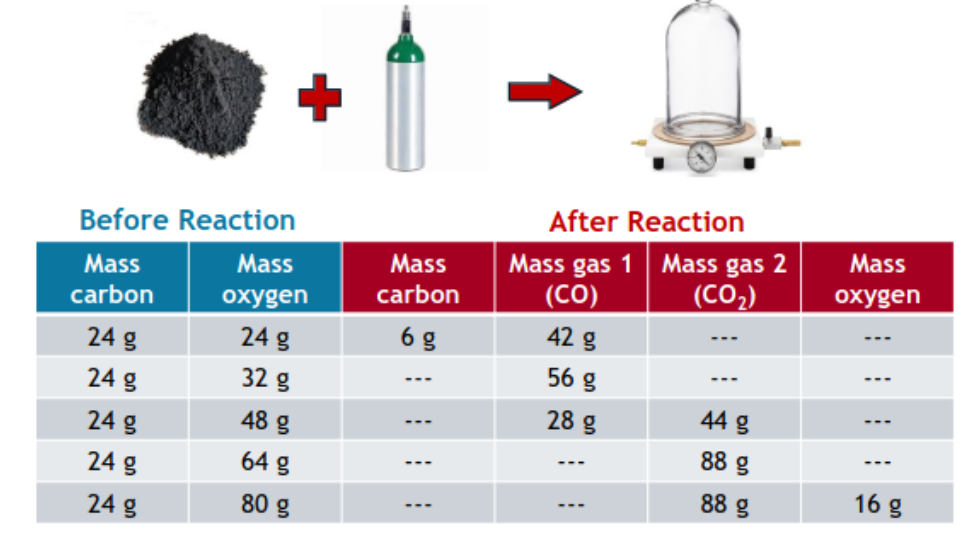 Before Reaction
After Reaction
Mass carbon
Mass oxygen
Mass carbon
Mass gas 1 (CO)
Mass gas 2 (CO₂)
Mass oxygen
24 g 24 g 6 g 42 g --- ---
24 g 32 g --- 56 g --- ---
24 g 48 g --- 28 g 44 g ---
24 g 64 g --- --- 88 g ---
24 g 80 g --- --- 88 g 16 g